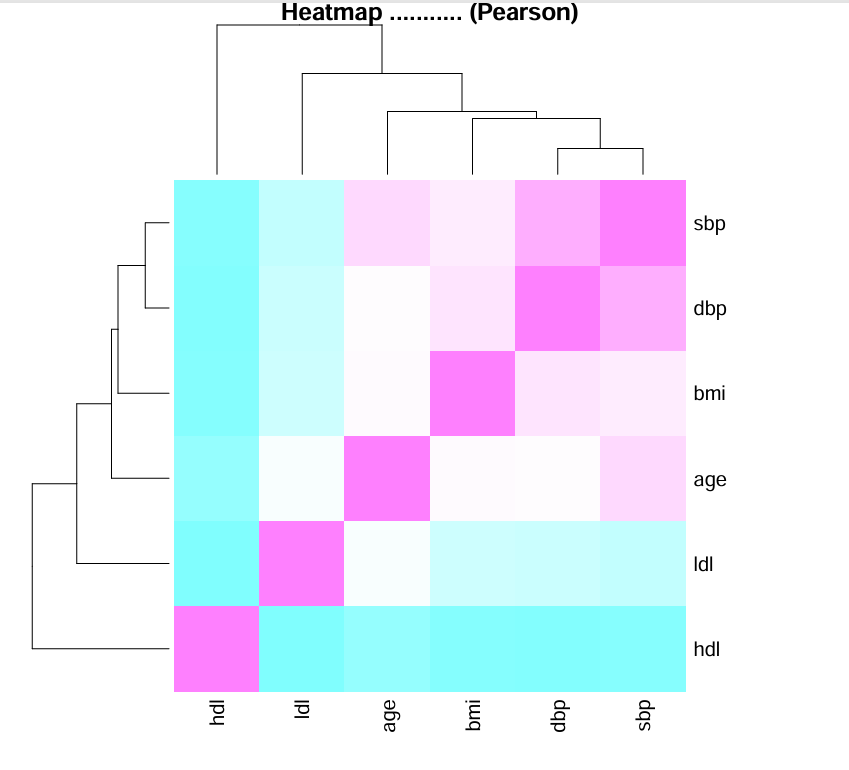 Heatmap ........... (Pearson)
sbp
dbp
bmi
age
ldl
hdl
hdl
ldl
age
bmi
dbp
sbp